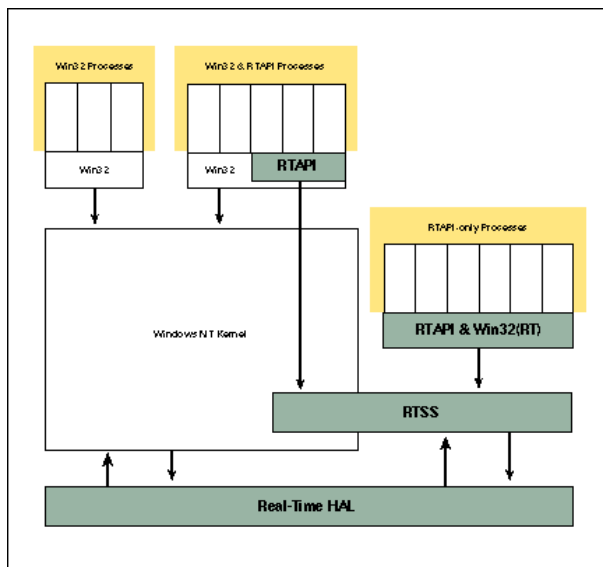 Win32 Processes
Win32 & RTAPI Processes
Win32
Win32
RTAPI
RTAPI-only Processes
RTAPI & Win32(RT)
Windows NT Kernel
RTSS
Real-Time HAL